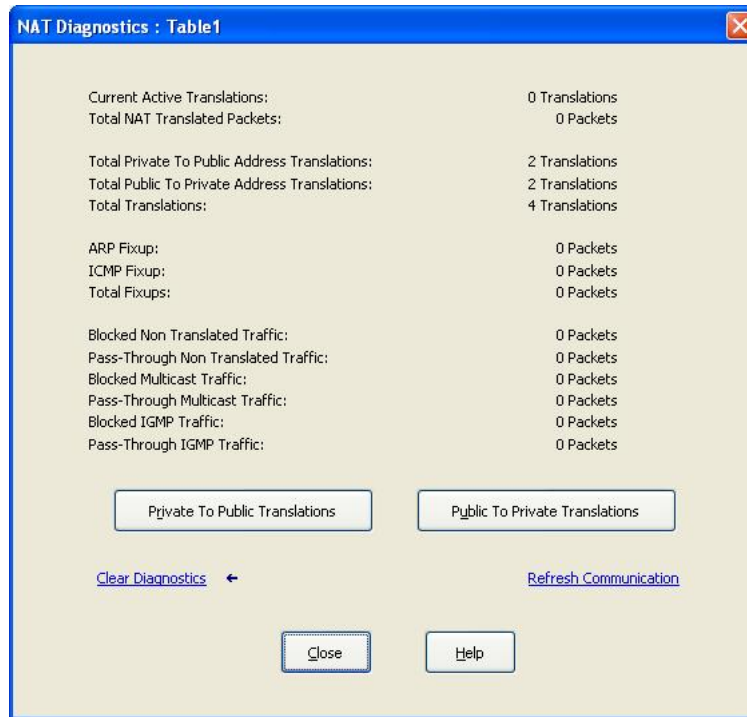 NAT Diagnostics : Table1
Current Active Translations: 0 Translations
Total NAT Translated Packets: 0 Packets
Total Private To Public Address Translations: 2 Translations
Total Public To Private Address Translations: 2 Translations
Total Translations: 4 Translations
ARP Fixup: 0 Packets
ICMP Fixup: 0 Packets
Total Fixups: 0 Packets
Blocked Non Translated Traffic: 0 Packets
Pass-Through Non Translated Traffic: 0 Packets
Blocked Multicast Traffic: 0 Packets
Pass-Through Multicast Traffic: 0 Packets
Blocked IGMP Traffic: 0 Packets
Pass-Through IGMP Traffic: 0 Packets
Private To Public Translations Public To Private Translations
Clear Diagnostics ← Refresh Communication
Close Help